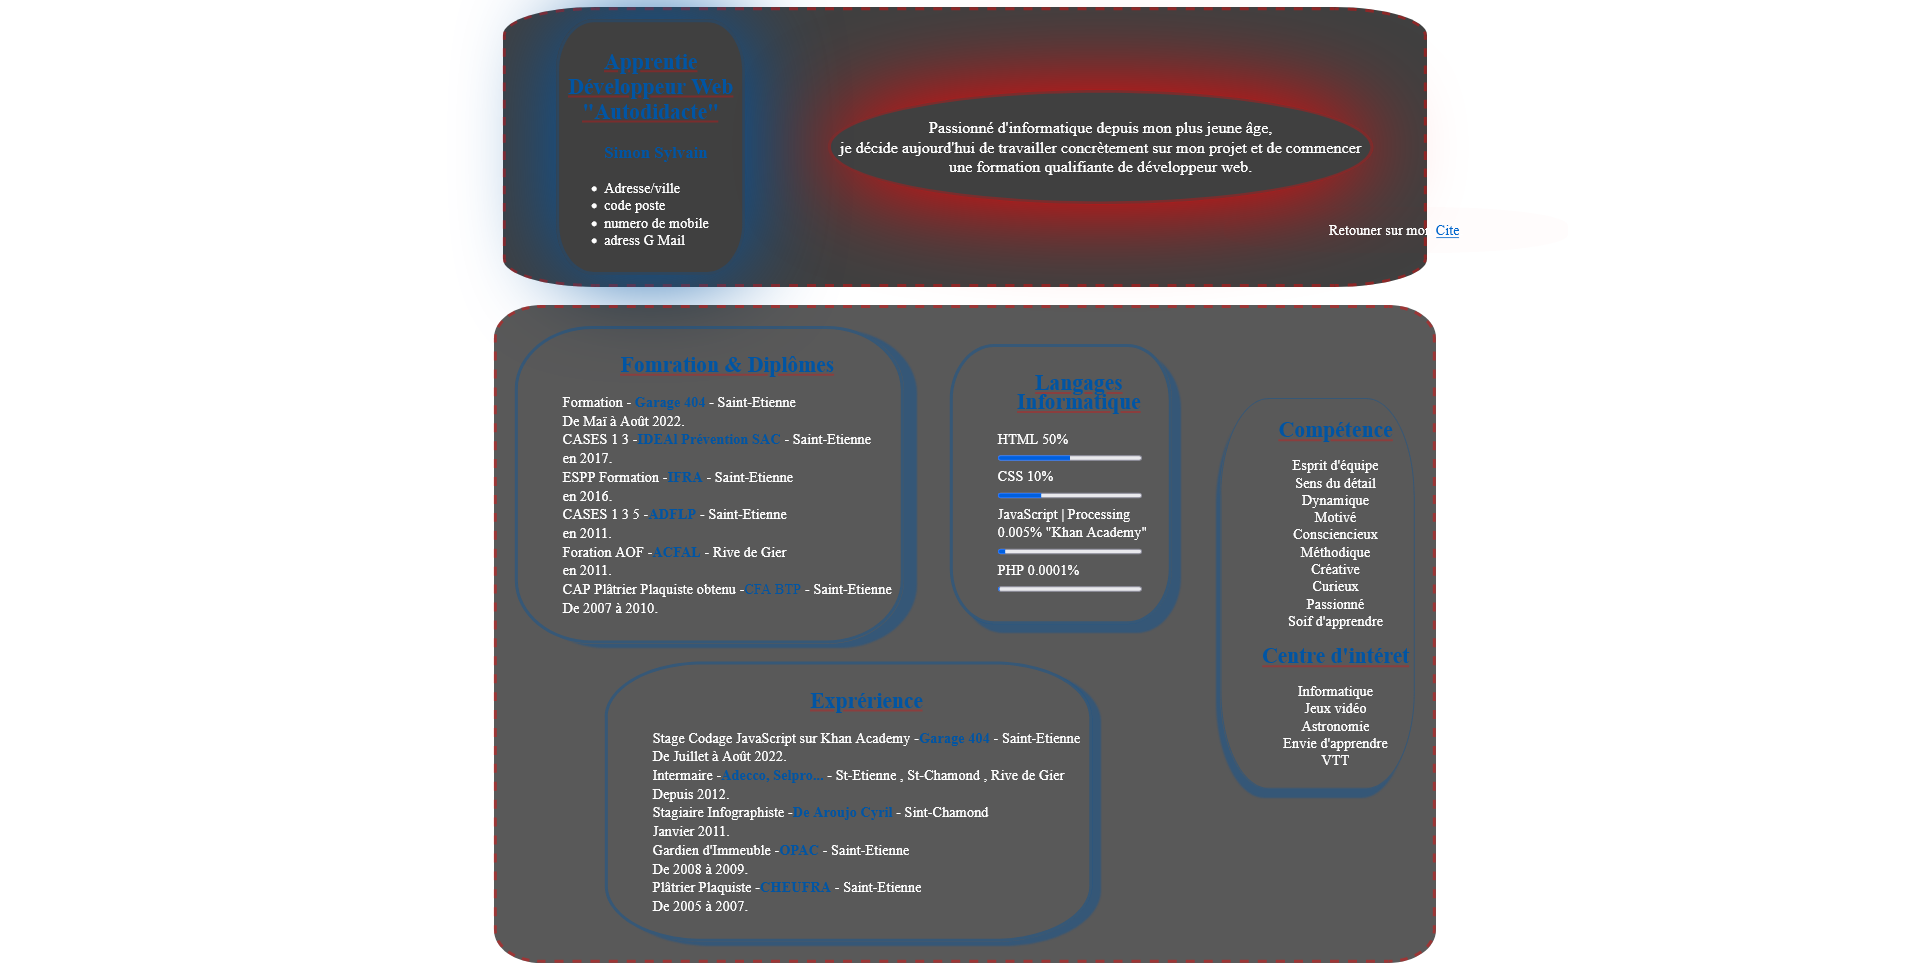 Apprentie
Développeur Web
"Autodidacte"
Simon Sylvain
Adresse/ville
code poste
numero de mobile
adress G Mail
Passionné d'informatique depuis mon plus jeune âge,
je décide aujourd'hui de travailler concrètement sur mon projet et de commencer
une formation qualifiante de développeur web.
Retouner sur mon Cite
Fomration & Diplômes
Formation - Garage 404 - Saint-Etienne
De Maï à Août 2022.
CASES 1 3 -IDEAl Prévention SAC - Saint-Etienne
en 2017.
ESPP Formation -IFRA - Saint-Etienne
en 2016.
CASES 1 3 5 -ADFLP - Saint-Etienne
en 2011.
Foration AOF -ACFAL - Rive de Gier
en 2011.
CAP Plâtrier Plaquiste obtenu -CFA BTP - Saint-Etienne
De 2007 à 2010.
Langages
Informatique
HTML 50%
CSS 10%
JavaScript | Processing
0.005% "Khan Academy"
PHP 0.0001%
Compétence
Esprit d'équipe
Sens du détail
Dynamique
Motivé
Consciencieux
Méthodique
Créative
Curieux
Passionné
Soif d'apprendre
Centre d'intéret
Informatique
Jeux vidéo
Astronomie
Envie d'apprendre
VTT
Exprérience
Stage Codage JavaScript sur Khan Academy -Garage 404 - Saint-Etienne
De Juillet à Août 2022.
Intermaire -Adecco, Selpro... - St-Etienne , St-Chamond , Rive de Gier
Depuis 2012.
Stagiaire Infographiste -De Aroujo Cyril - Sint-Chamond
Janvier 2011.
Gardien d'Immeuble -OPAC - Saint-Etienne
De 2008 à 2009.
Plâtrier Plaquiste -CHEUFRA - Saint-Etienne
De 2005 à 2007.